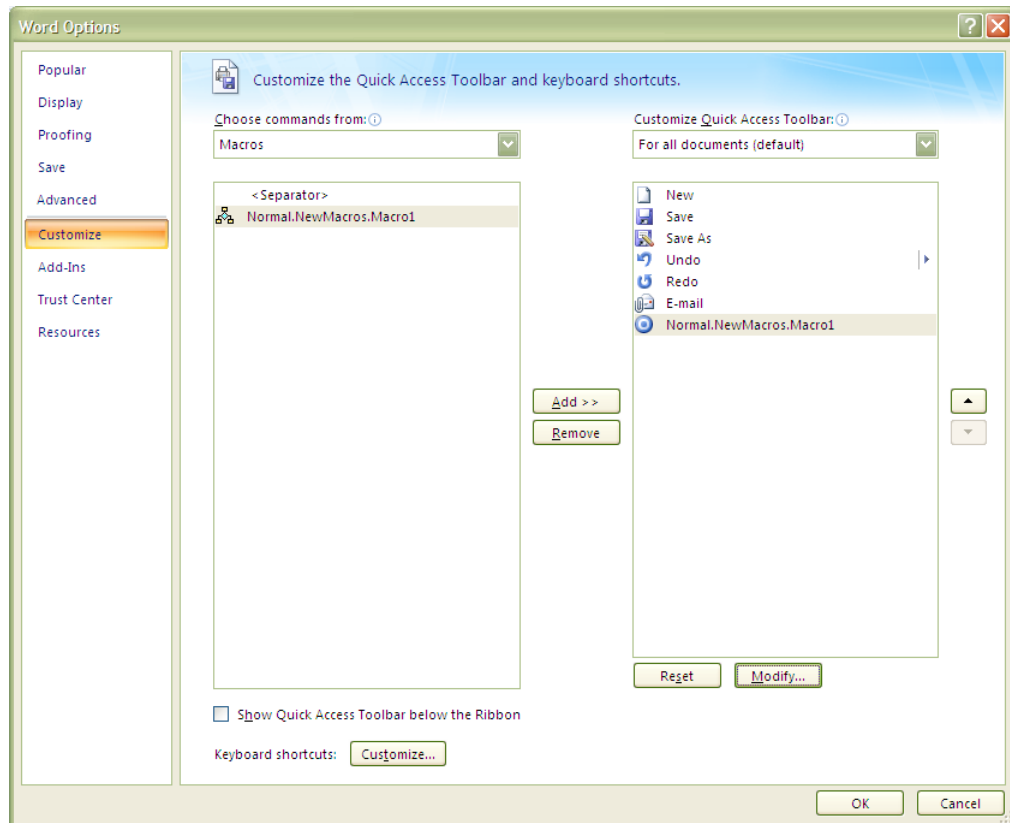 Word Options
Popular
Display
Proofing
Save
Advanced
Customize
Add-Ins
Trust Center
Resources
Customize the Quick Access Toolbar and keyboard shortcuts.
Choose commands from:
Macros
<Separator>
Normal.NewMacros.Macro1
Add >>
Remove
Customize Quick Access Toolbar:
For all documents (default)
New
Save
Save As
Undo
Redo
E-mail
Normal.NewMacros.Macro1
Reset
Modify...
Show Quick Access Toolbar below the Ribbon
Keyboard shortcuts:
Customize...
OK
Cancel